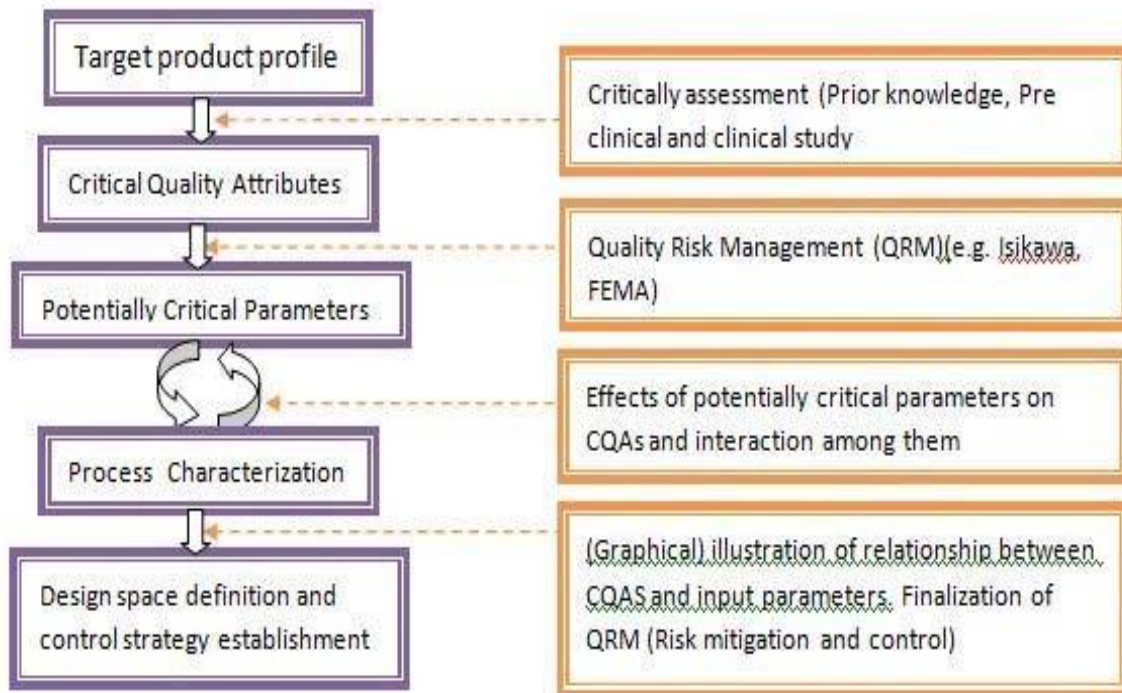 Target product profile
Critically assessment (Prior knowledge, Pre
clinical and clinical study
Critical Quality Attributes
Quality Risk Management (QRM)(e.g. Isikawa,
FEMA)
Potentially Critical Parameters
Effects of potentially critical parameters on
CQAs and interaction among them
Process Characterization
(Graphical) illustration of relationship between
CQAS and input parameters. Finalization of
QRM (Risk mitigation and control)
Design space definition and
control strategy establishment